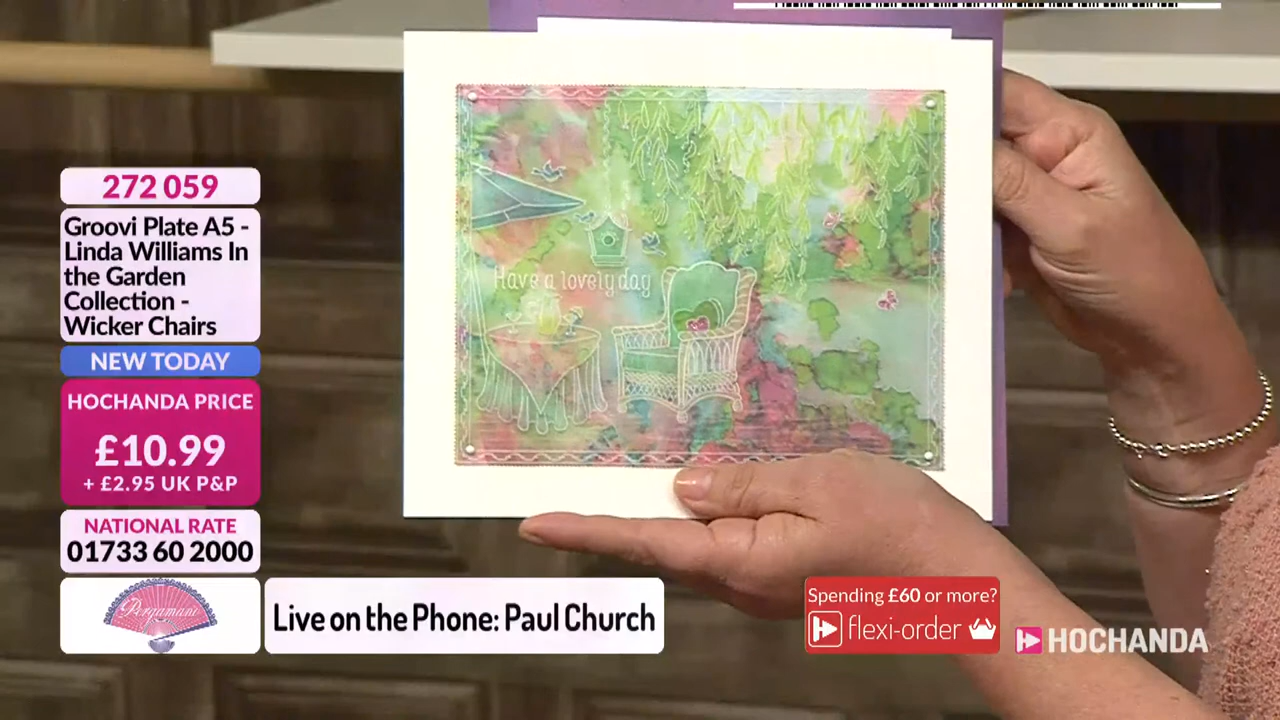 272 059
Groovi Plate A5 -
Linda Williams In
the Garden
Collection -
Wicker Chairs
NEW TODAY
HOCHANDA PRICE
£10.99
+ £2.95 UK P&P
NATIONAL RATE
01733 60 2000
Pergamano
Live on the Phone: Paul Church
Have a lovely day
Spending £60 or more?
flexi-order
HOCHANDA